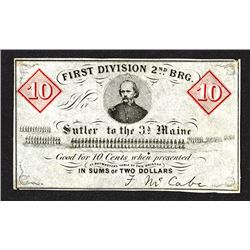 FIRST DIVISION 2ND BRG.
10
10
No
Sutler to the 3d Maine
Good for 10 Cents when presented
IN SUMS OF TWO DOLLARS
F. McCabe